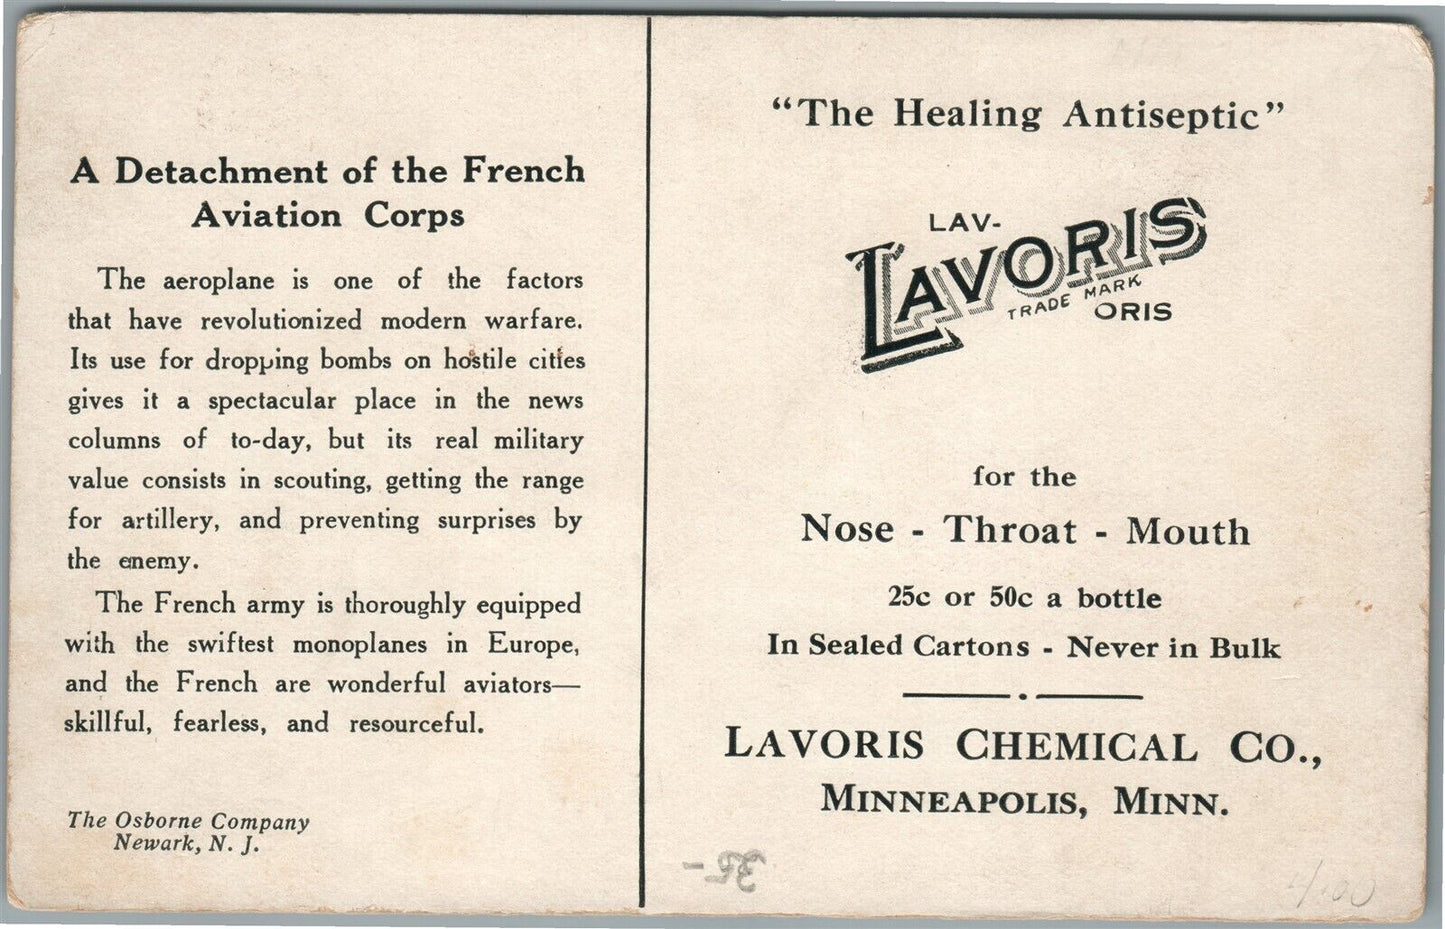 A Detachment of the French
Aviation Corps
The aeroplane is one of the factors
that have revolutionized modern warfare.
Its use for dropping bombs on hostile cities
gives it a spectacular place in the news
columns of to-day, but its real military
value consists in scouting, getting the range
for artillery, and preventing surprises by
the enemy.
The French army is thoroughly equipped
with the swiftest monoplanes in Europe,
and the French are wonderful aviators—
skillful, fearless, and resourceful.
The Osborne Company
Newark, N. J.
"The Healing Antiseptic"
LAV-
LAVORIS
TRADE MARK
ORIS
for the
Nose - Throat - Mouth
25c or 50c a bottle
In Sealed Cartons - Never in Bulk
LAVORIS CHEMICAL CO.,
MINNEAPOLIS, MINN.
35-